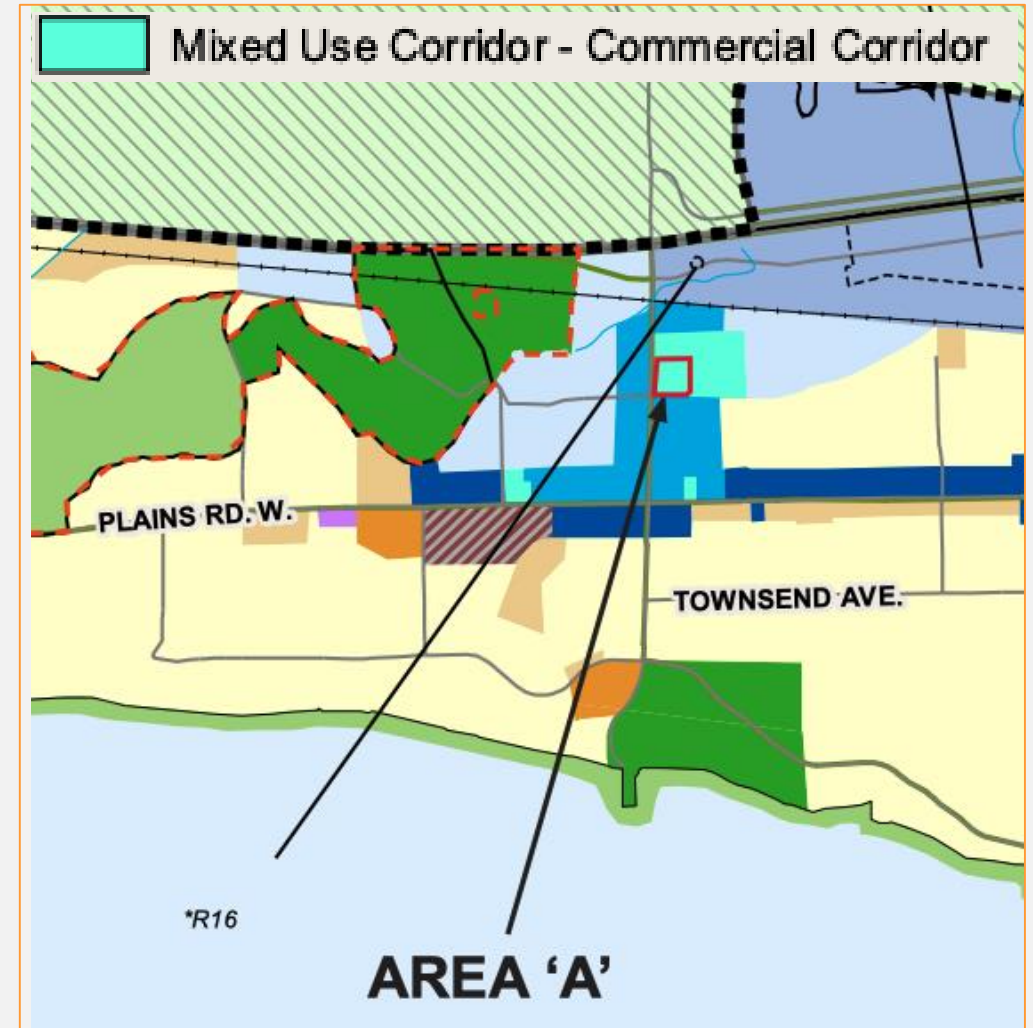 Mixed Use Corridor - Commercial Corridor
PLAINS RD. W.
TOWNSEND AVE.
*R16
AREA ‘A’